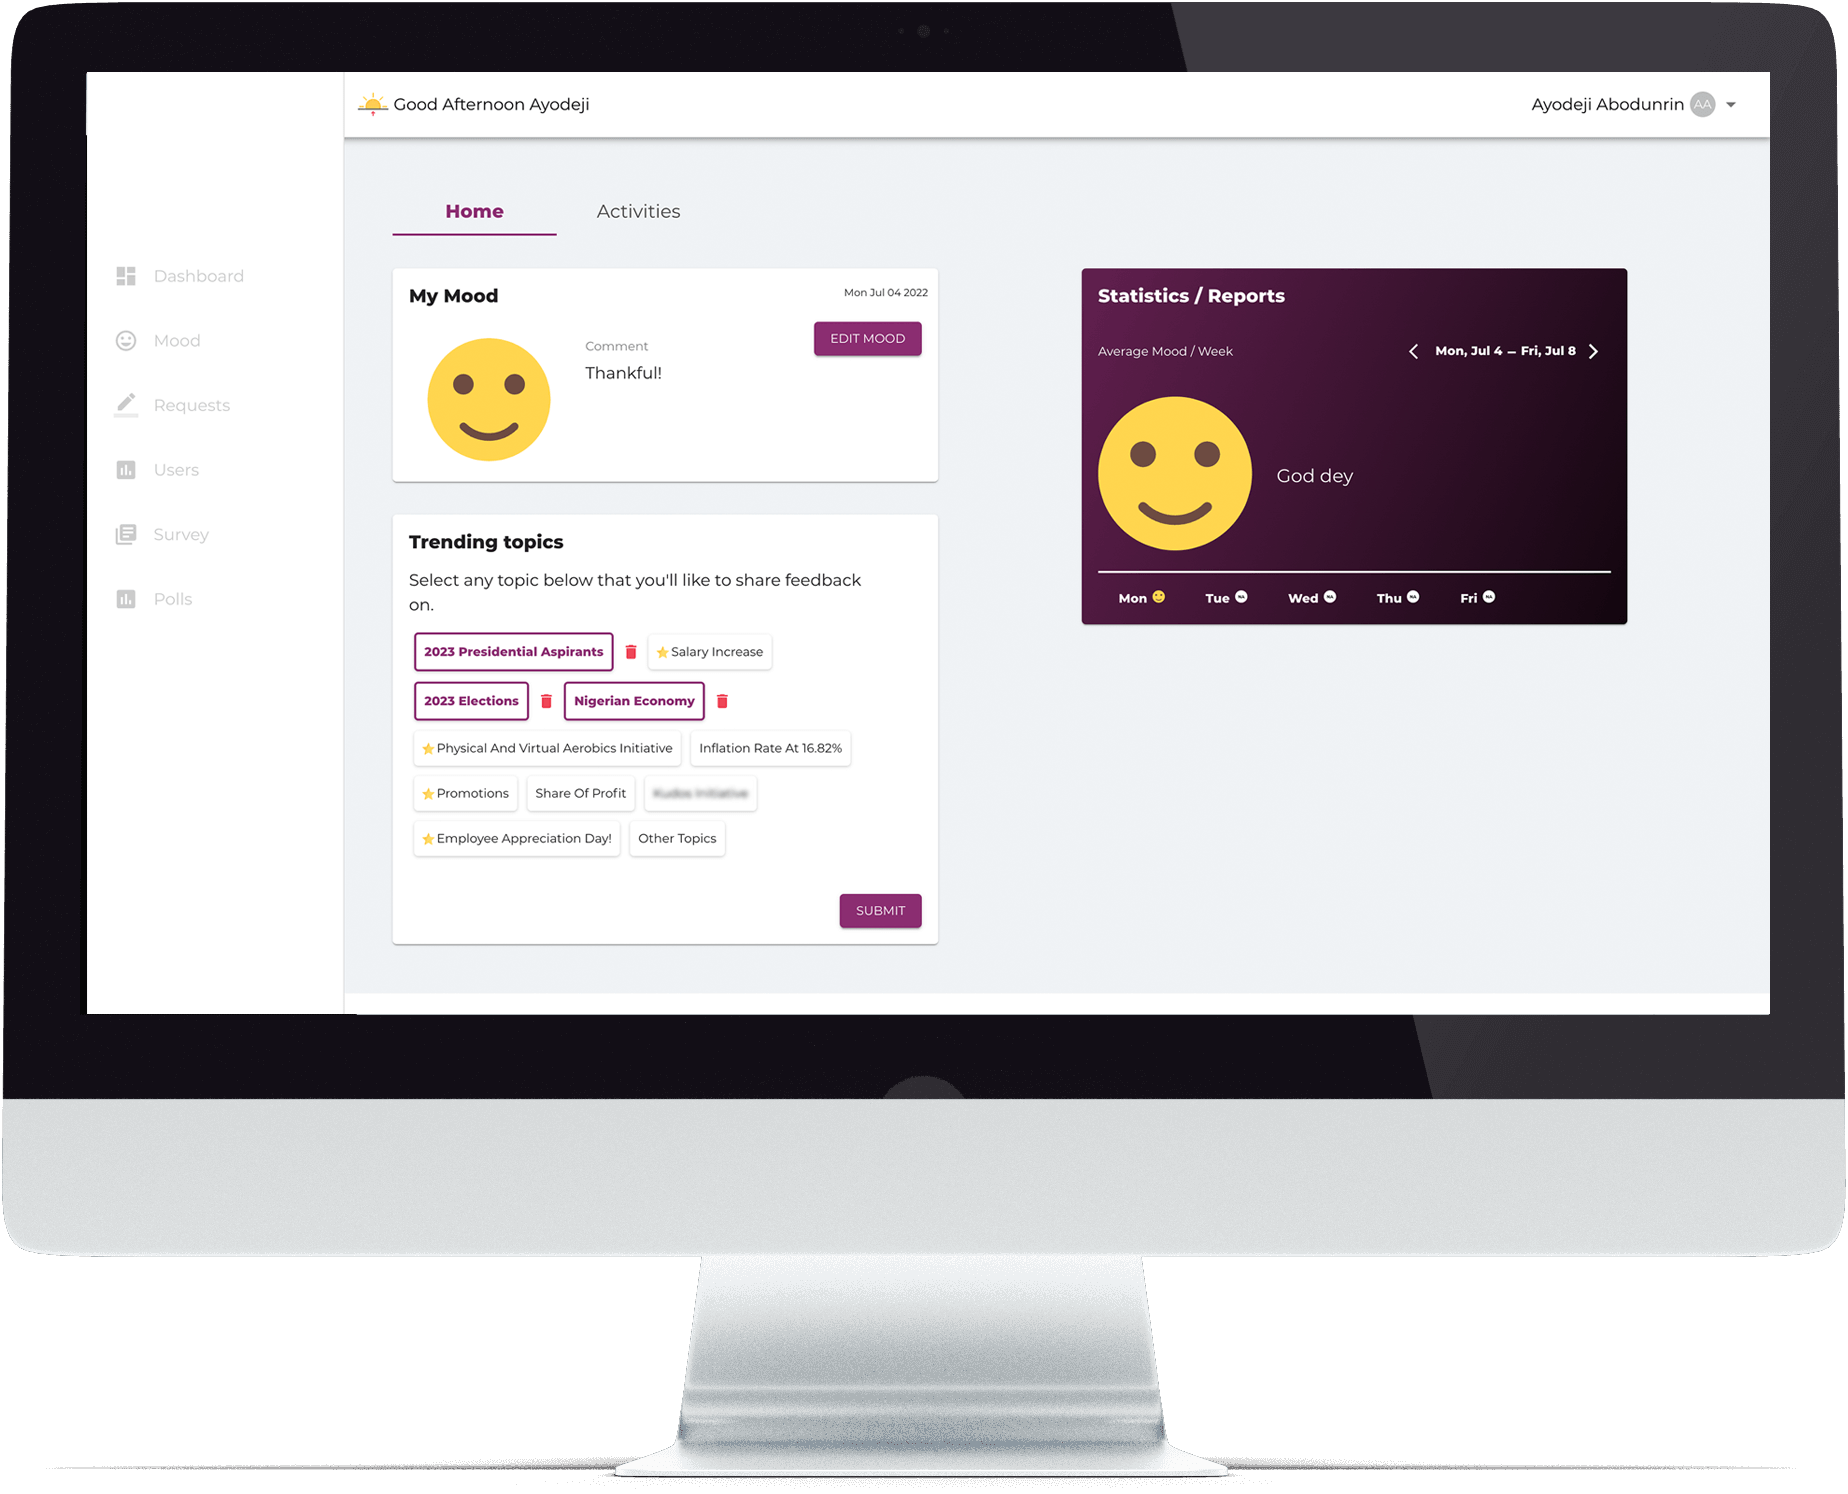 Good Afternoon Ayodeji
Ayodeji Abodunrin AA
Dashboard
Mood
Requests
Users
Survey
Polls
Home Activities
My Mood
Mon Jul 04 2022
EDIT MOOD
Comment
Thankful!
Trending topics
Select any topic below that you'll like to share feedback
on.
2023 Presidential Aspirants Salary Increase
2023 Elections Nigerian Economy
Physical And Virtual Aerobics Initiative Inflation Rate At 16.82%
Promotions Share Of Profit
Employee Appreciation Day! Other Topics
SUBMIT
Statistics / Reports
Average Mood / Week Mon, Jul 4 – Fri, Jul 8
God dey
Mon Tue Wed Thu Fri